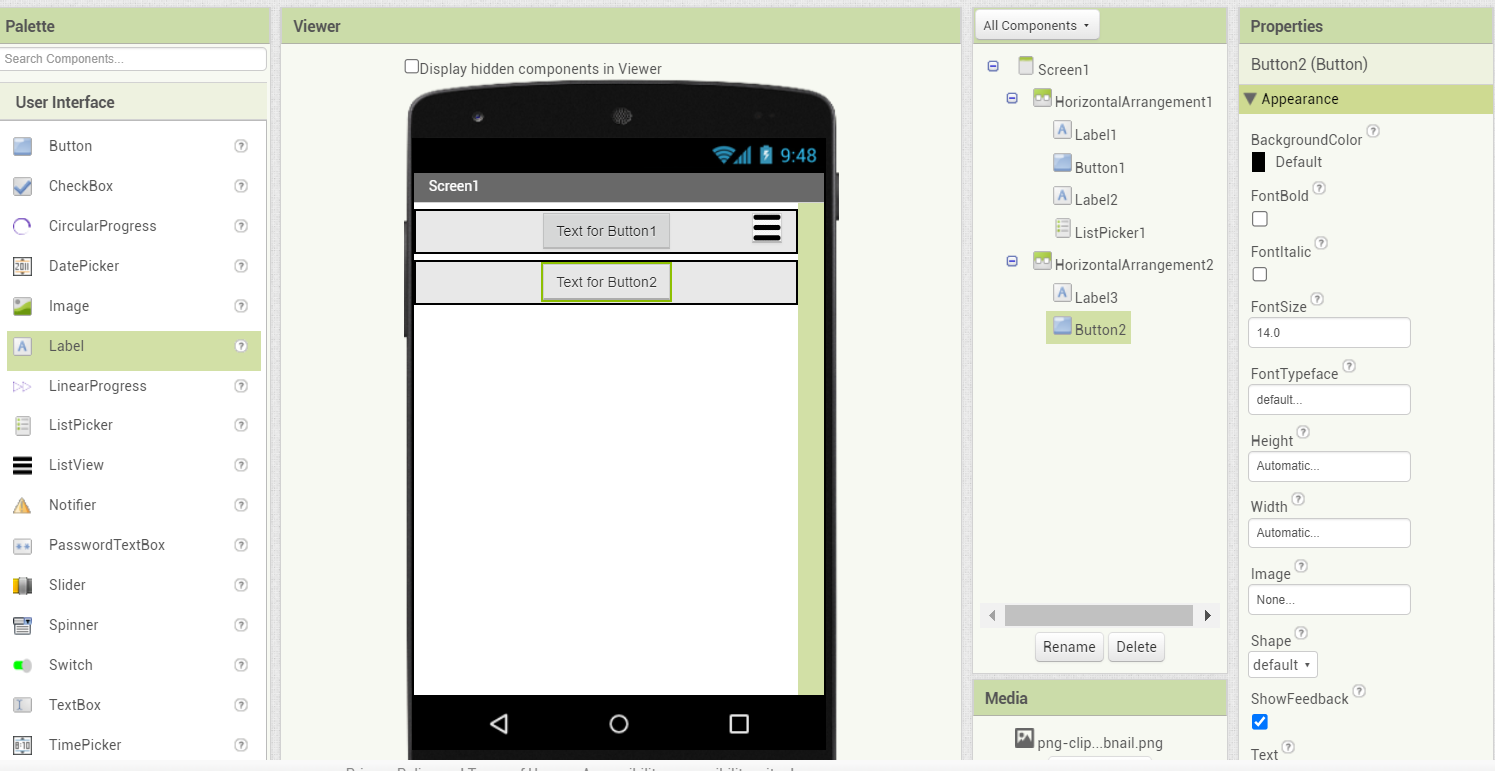 Palette
Search Components...
User Interface
Button
CheckBox
CircularProgress
DatePicker
Image
Label
LinearProgress
ListPicker
ListView
Notifier
PasswordTextBox
Slider
Spinner
Switch
TextBox
TimePicker
Viewer
Display hidden components in Viewer
9:48
Screen1
Text for Button1
Text for Button2
All Components
Screen1
HorizontalArrangement1
Label1
Button1
Label2
ListPicker1
HorizontalArrangement2
Label3
Button2
Rename Delete
Media
png-clip...bnail.png
Properties
Button2 (Button)
Appearance
BackgroundColor ?
Default
FontBold ?
FontItalic ?
FontSize ?
14.0
FontTypeface ?
default...
Height ?
Automatic...
Width ?
Automatic...
Image ?
None...
Shape ?
default
ShowFeedback ?
Text ?